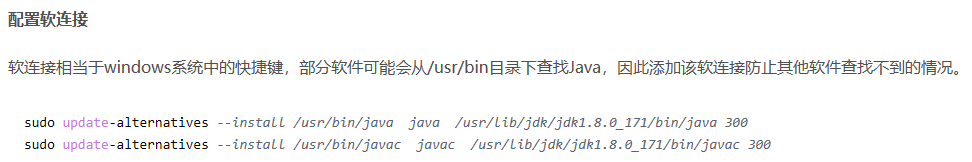 配置软连接
软连接相当于windows系统中的快捷键，部分软件可能会从/usr/bin目录下查找Java，因此添加该软连接防止其他软件查找不到的情况。
sudo update-alternatives --install /usr/bin/java  java  /usr/lib/jdk/jdk1.8.0_171/bin/java 300
sudo update-alternatives --install /usr/bin/javac  javac  /usr/lib/jdk/jdk1.8.0_171/bin/javac 300